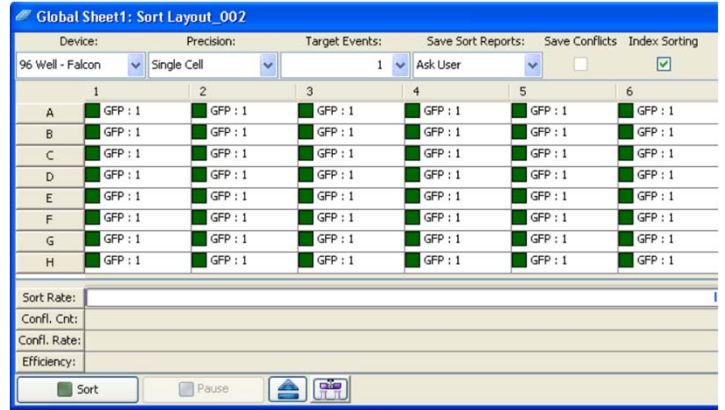 Global Sheet1: Sort Layout_002
Device: Precision: Target Events: Save Sort Reports: Save Conflicts Index Sorting
96 Well - Falcon Single Cell 1 Ask User
1 2 3 4 5 6
A GFP : 1 GFP : 1 GFP : 1 GFP : 1 GFP : 1 GFP : 1
B GFP : 1 GFP : 1 GFP : 1 GFP : 1 GFP : 1 GFP : 1
C GFP : 1 GFP : 1 GFP : 1 GFP : 1 GFP : 1 GFP : 1
D GFP : 1 GFP : 1 GFP : 1 GFP : 1 GFP : 1 GFP : 1
E GFP : 1 GFP : 1 GFP : 1 GFP : 1 GFP : 1 GFP : 1
F GFP : 1 GFP : 1 GFP : 1 GFP : 1 GFP : 1 GFP : 1
G GFP : 1 GFP : 1 GFP : 1 GFP : 1 GFP : 1 GFP : 1
H GFP : 1 GFP : 1 GFP : 1 GFP : 1 GFP : 1 GFP : 1
Sort Rate:
Confl. Cnt:
Confl. Rate:
Efficiency:
Sort Pause